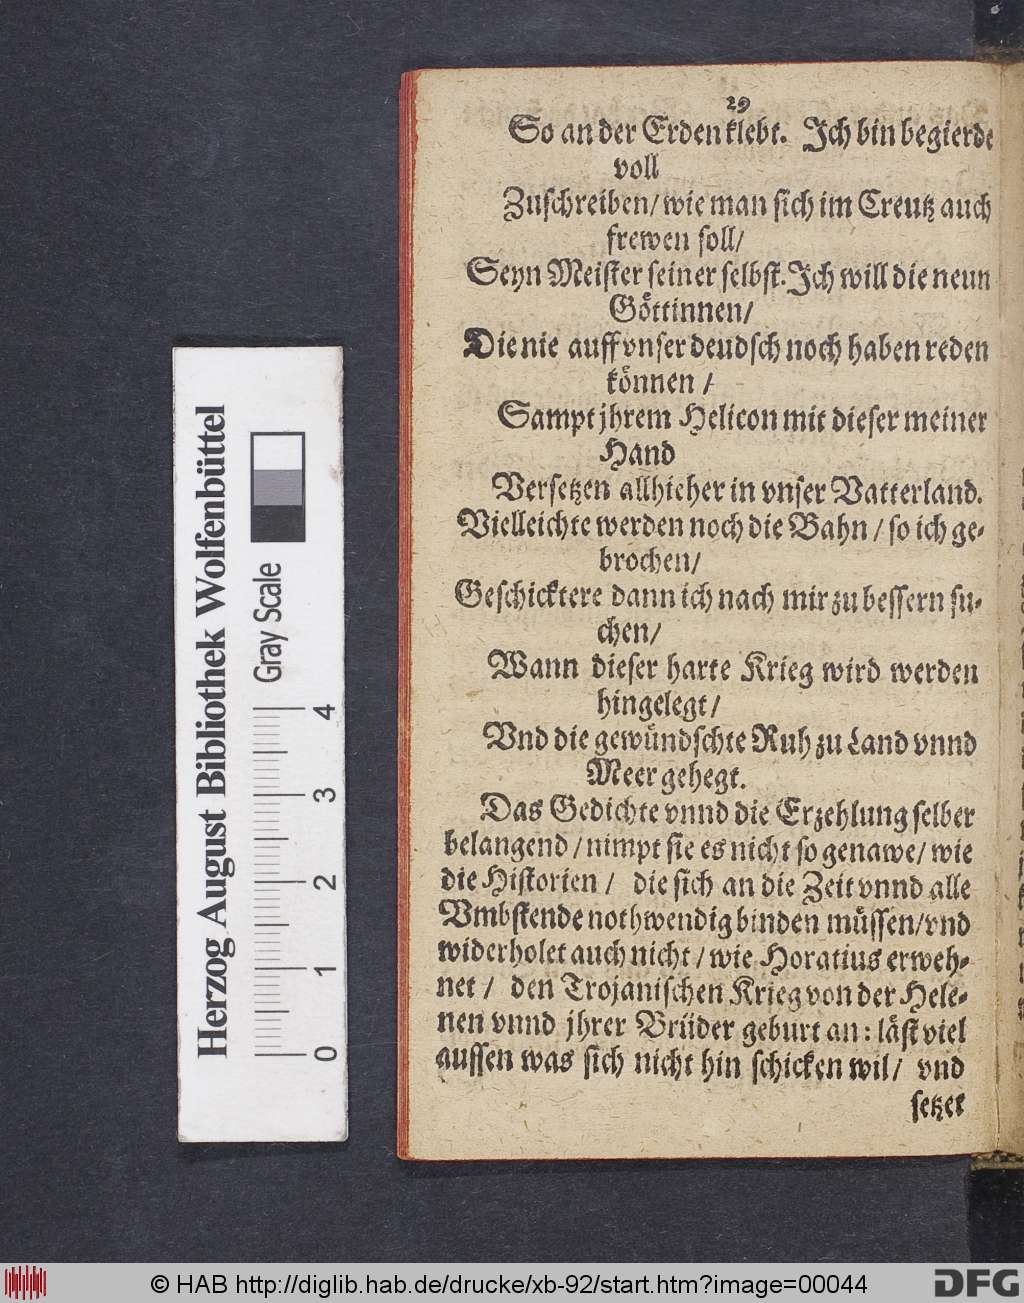 29
So an der Erden klebt. Ich bin begierde
voll
Zuschreiben/ wie man sich im Creutz auch
frewen soll/
Seyn Meister seiner selbst. Ich will die neun
Göttinnen/
Die nie auff vnser deudsch noch haben reden
können /
Sampt jhrem Helicon mit dieser meiner
Hand
Versetzen allhieher in vnser Vatterland.
Vielleichte werden noch die Bahn / so ich ge-
brochen/
Geschicktere dann ich nach mir zu bessern su-
chen/
Wann dieser harte Krieg wird werden
hingelegt /
Vnd die gewündschte Ruh zu Land vnnd
Meer gehegt.
Das Gedichte vnnd die Erzehlung selber
belangend / nimpt sie es nicht so genawe/ wie
die Historien / die sich an die Zeit vnnd alle
Vmbstende nothwendig binden müssen/ vnd
widerholet auch nicht / wie Horatius erweh-
net / den Trojanischen Krieg von der Hele-
nen vnnd jhrer Brüder geburt an : läst viel
aussen was sich nicht hin schicken wil/ vnd
setzet
Herzog August Bibliothek Wolfenbüttel
Gray Scale
0 1 2 3 4
© HAB http://diglib.hab.de/drucke/xb-92/start.htm?image=00044
DFG